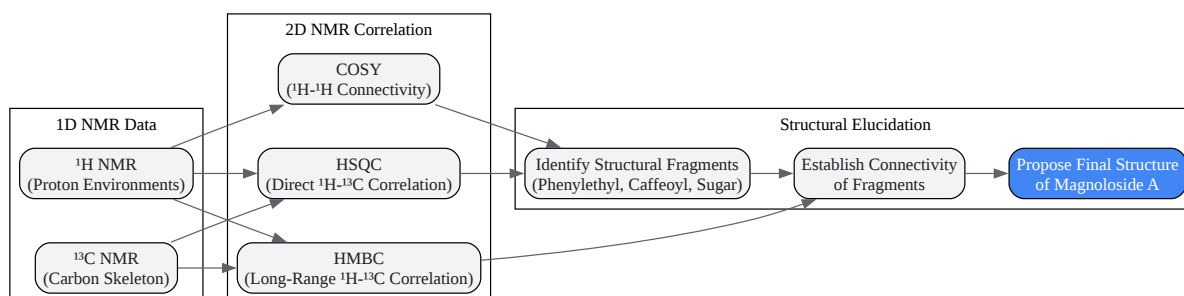 2D NMR Correlation
COSY
(¹H-¹H Connectivity)
1D NMR Data
Structural Elucidation
¹H NMR
(Proton Environments)
HSQC
(Direct ¹H-¹³C Correlation)
Identify Structural Fragments
(Phenylethyl, Caffeoyl, Sugar)
Establish Connectivity
of Fragments
Propose Final Structure
of Magnoloside A
¹³C NMR
(Carbon Skeleton)
HMBC
(Long-Range ¹H-¹³C Correlation)